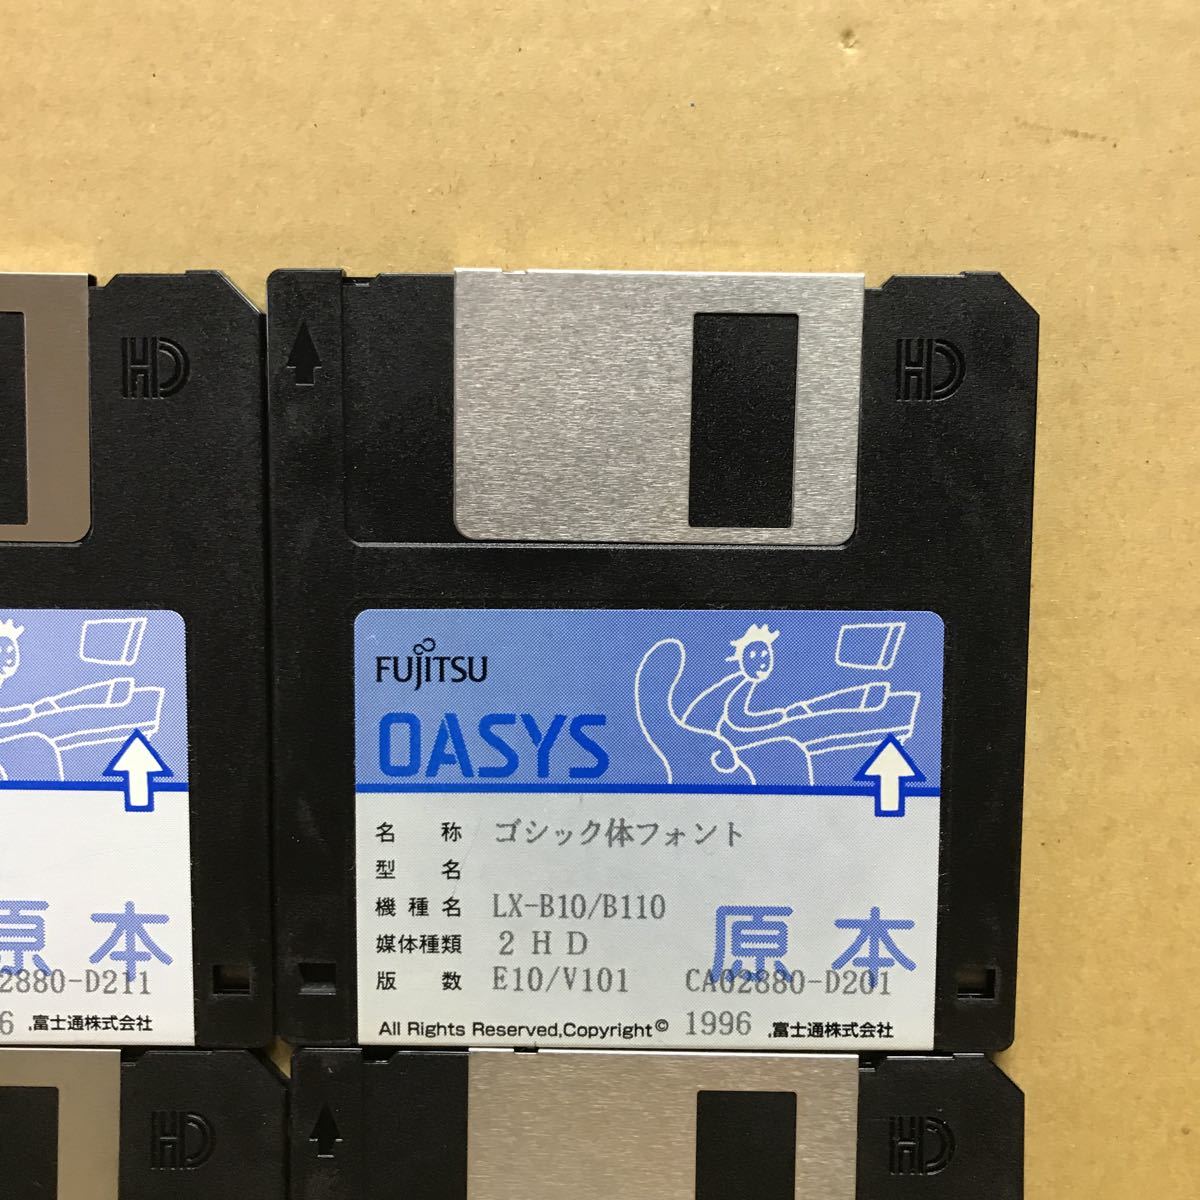 HD
HD
FUJITSU
OASYS
名 称 ゴシック体フォント
型 名
機種名 LX-B10/B110
媒体種類 2HD
版 数 E10/V101 CA02880-D201
原本
All Rights Reserved,Copyright© 1996 ,富士通株式会社
原本
2880-D211
6 ,富士通株式会社
HD
HD